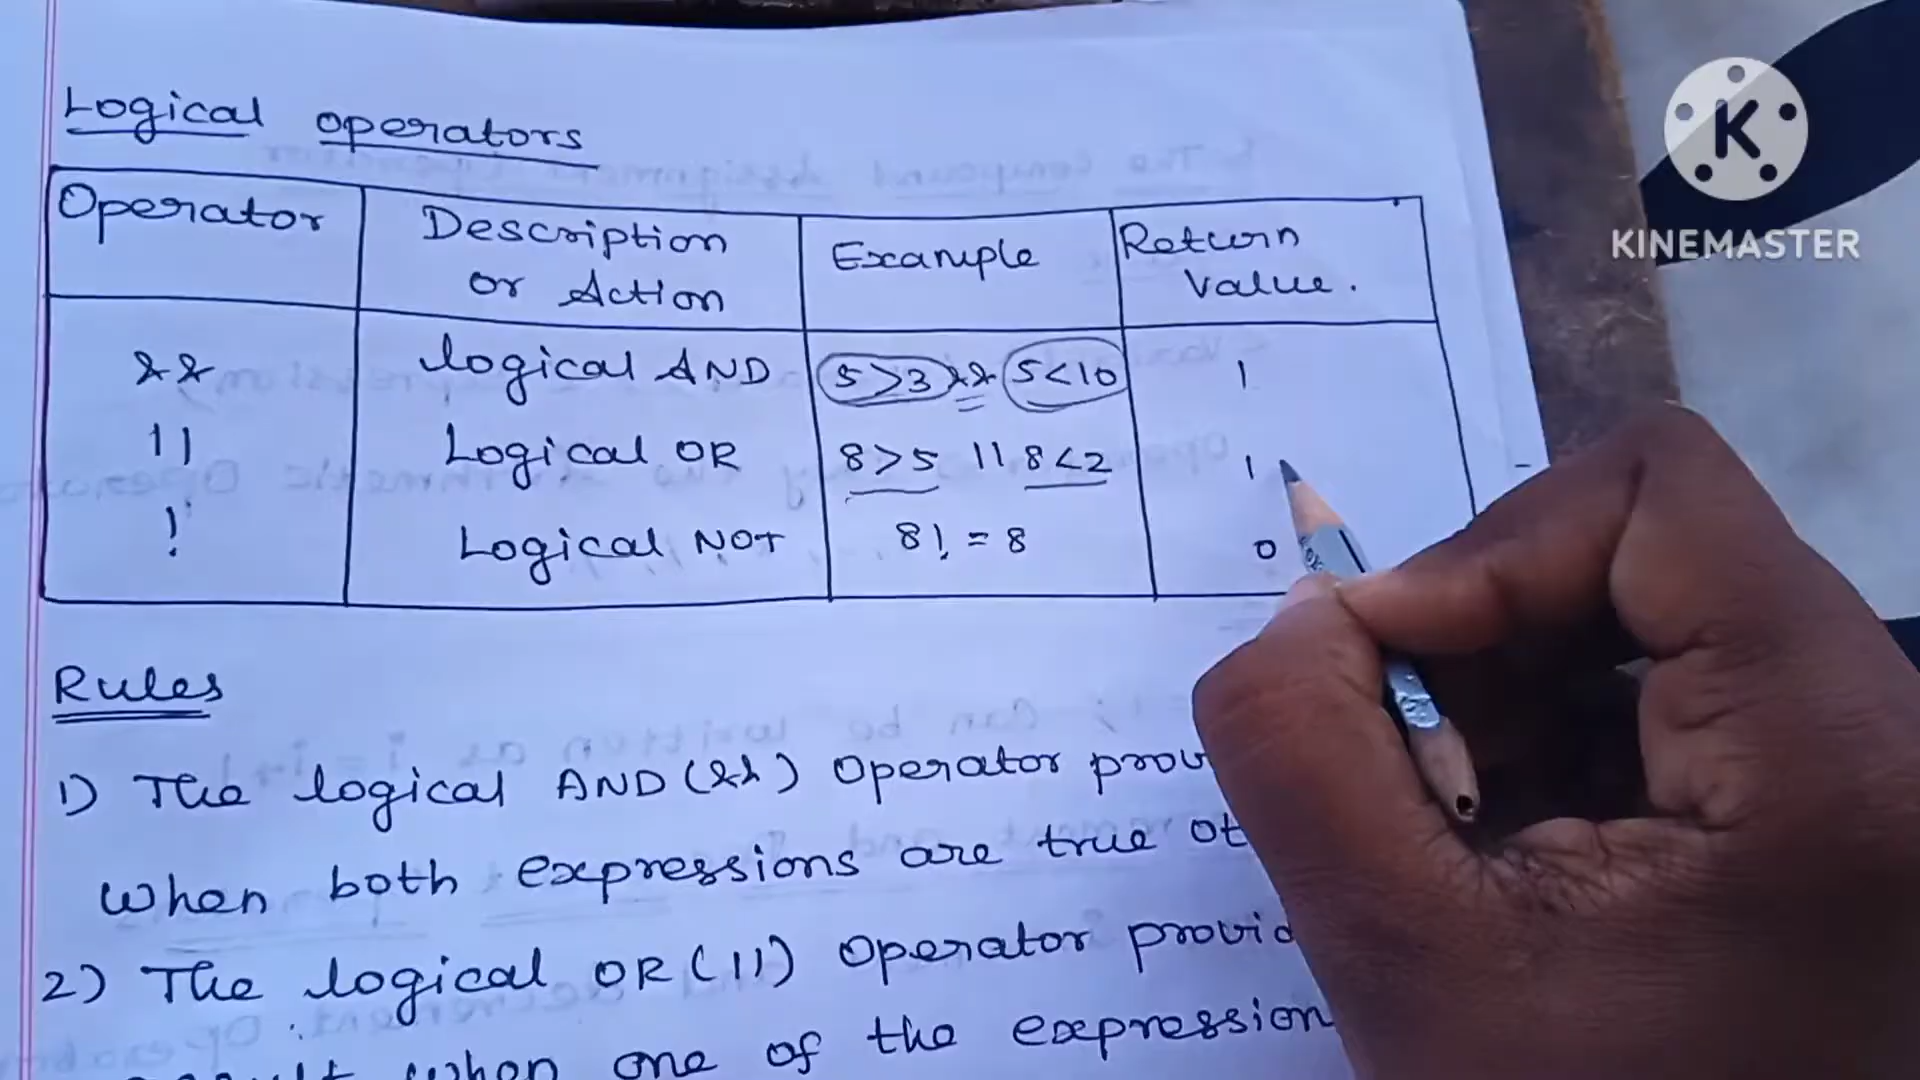 Logical operators
Operator Description or Action Example Return Value.
&& logical AND 5>3 && 5<10 1
|| Logical OR 8>5 || 8<2 1
! Logical NOT 8! = 8 0
Rules
1) The logical AND(&&) Operator prov
when both expressions are true ot
2) The logical OR(||) Operator provid
when one of the expression
K
KINEMASTER